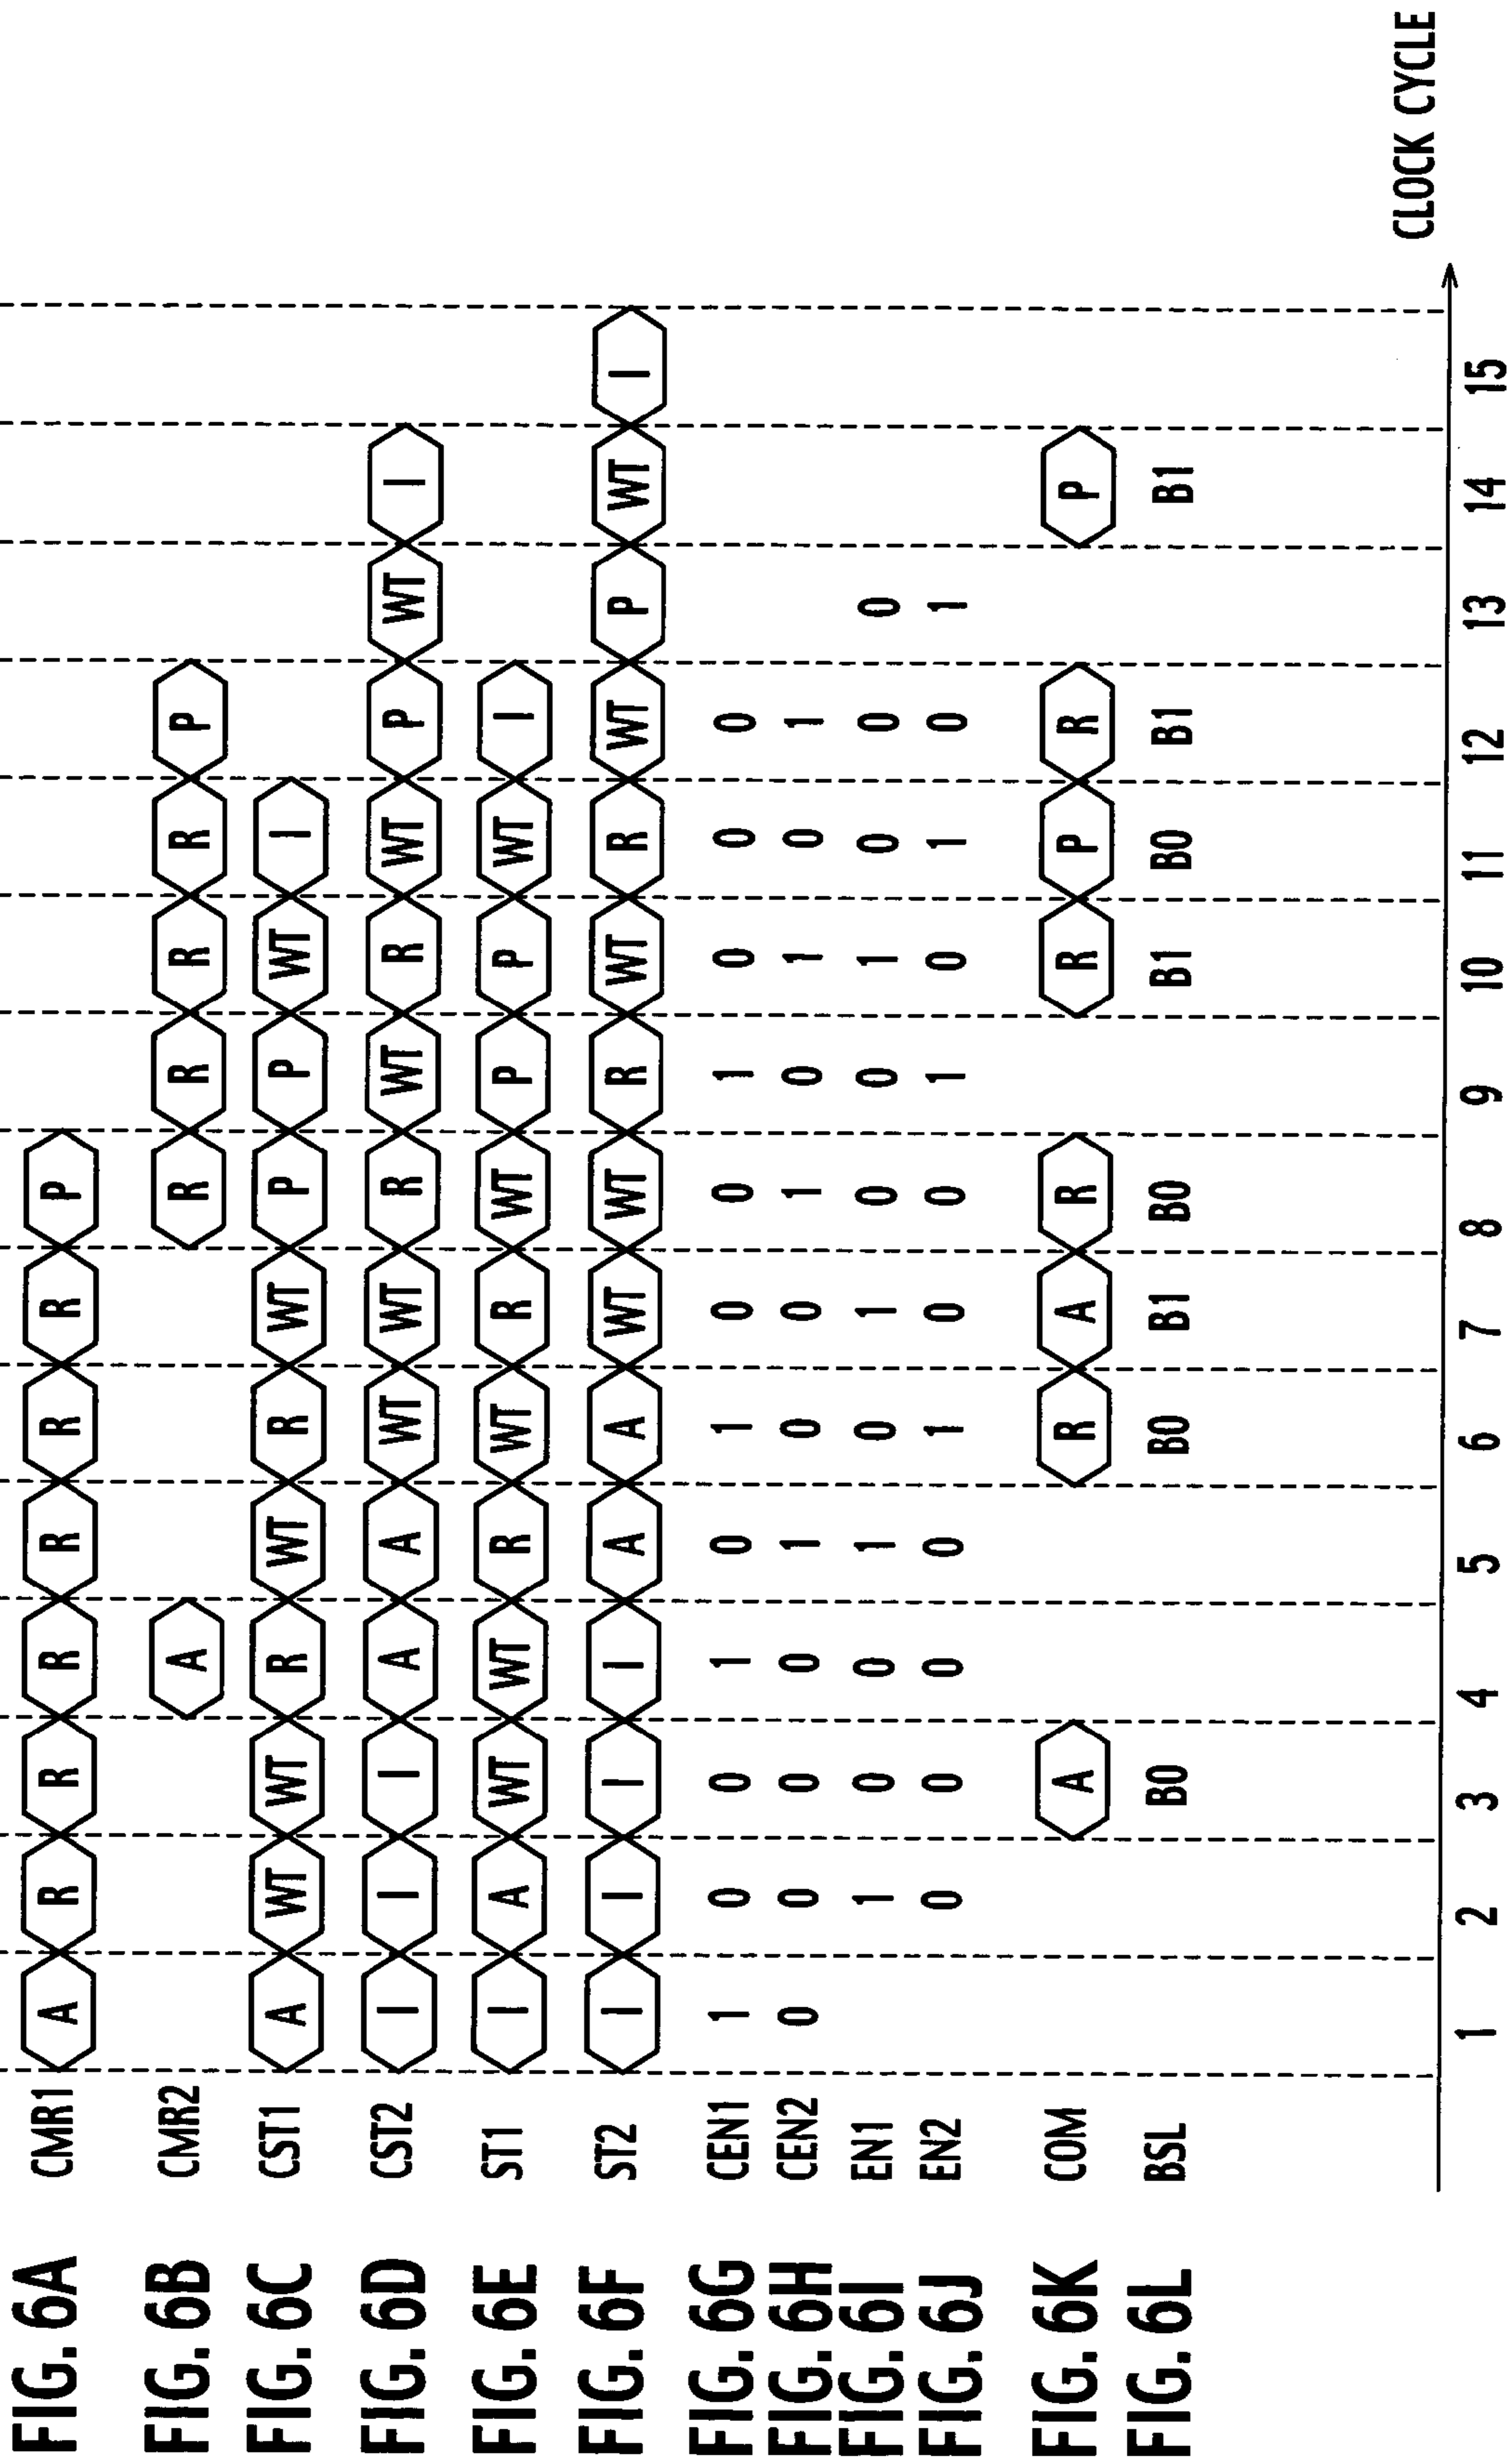 FIG. 6A CMR1 A R R R R R R P
FIG. 6B CMR2 A R R R R P
FIG. 6C CST1 A WT WT R WT R WT P P WT I
FIG. 6D CST2 I I I A A WT WT R WT R WT P WT I
FIG. 6E ST1 I A WT WT R WT R WT P P WT I
FIG. 6F ST2 I I I I A A WT WT R WT R WT P WT I
FIG. 6G CEN1 1 0 0 1 0 1 0 0 1 0 0 0
FIG. 6H CEN2 0 0 0 0 1 0 0 1 0 1 0 1
FIG. 6I EN1 1 0 0 1 0 1 0 0 1 0 0 0
FIG. 6J EN2 0 0 0 0 1 0 0 1 0 1 0 1
FIG. 6K COM A R A R R P R P
FIG. 6L BSL B0 B0 B1 B0 B1 B0 B1 B1
CLOCK CYCLE
1 2 3 4 5 6 7 8 9 10 11 12 13 14 15